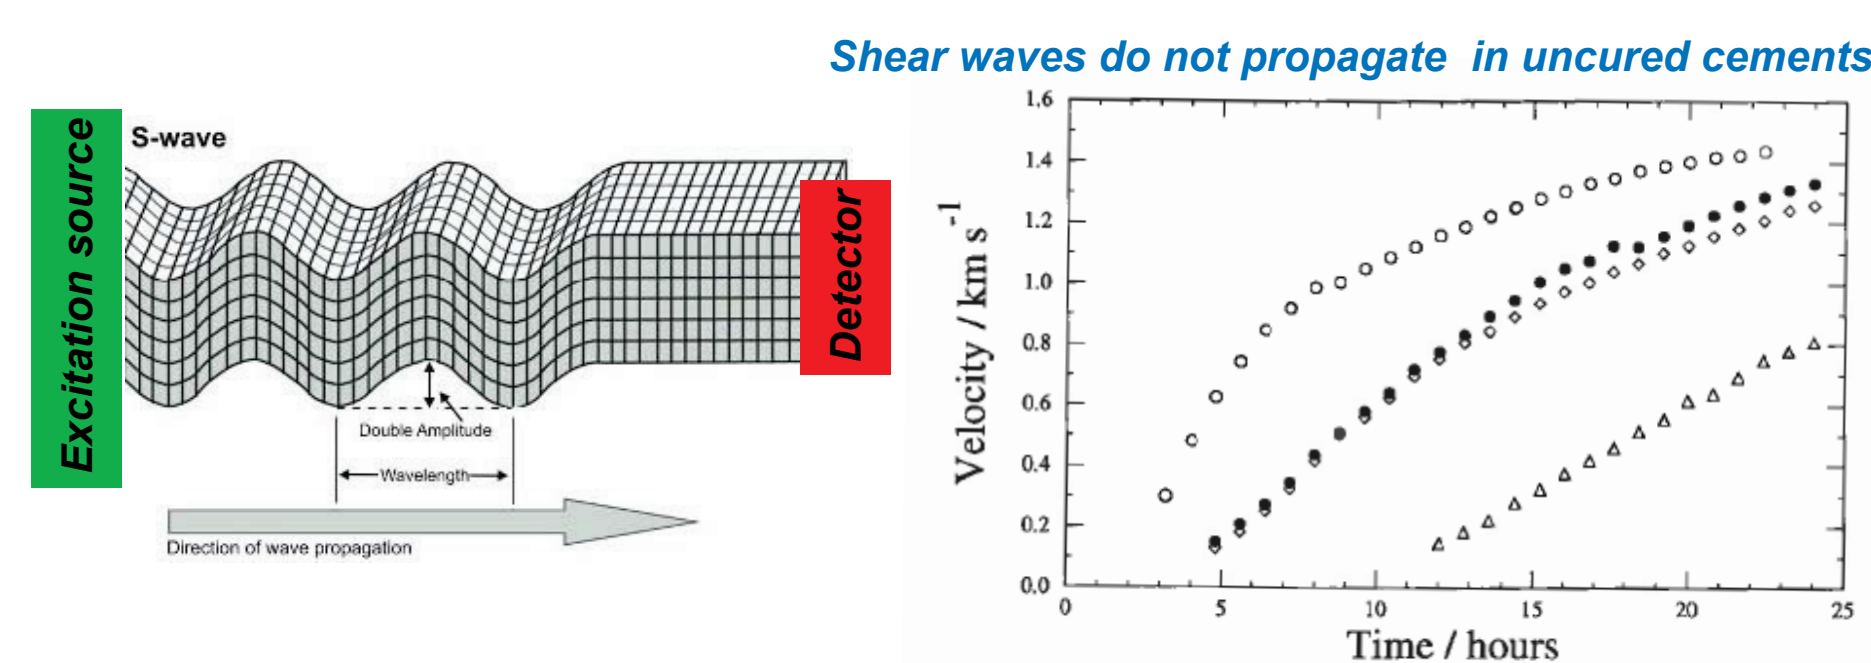 Shear waves do not propagate in uncured cements
Excitation source
S-wave
Detector
Double Amplitude
Wavelength
Direction of wave propagation
Velocity / km s⁻¹
1.6
1.4
1.2
1.0
0.8
0.6
0.4
0.2
0.0
0 5 10 15 20 25
Time / hours